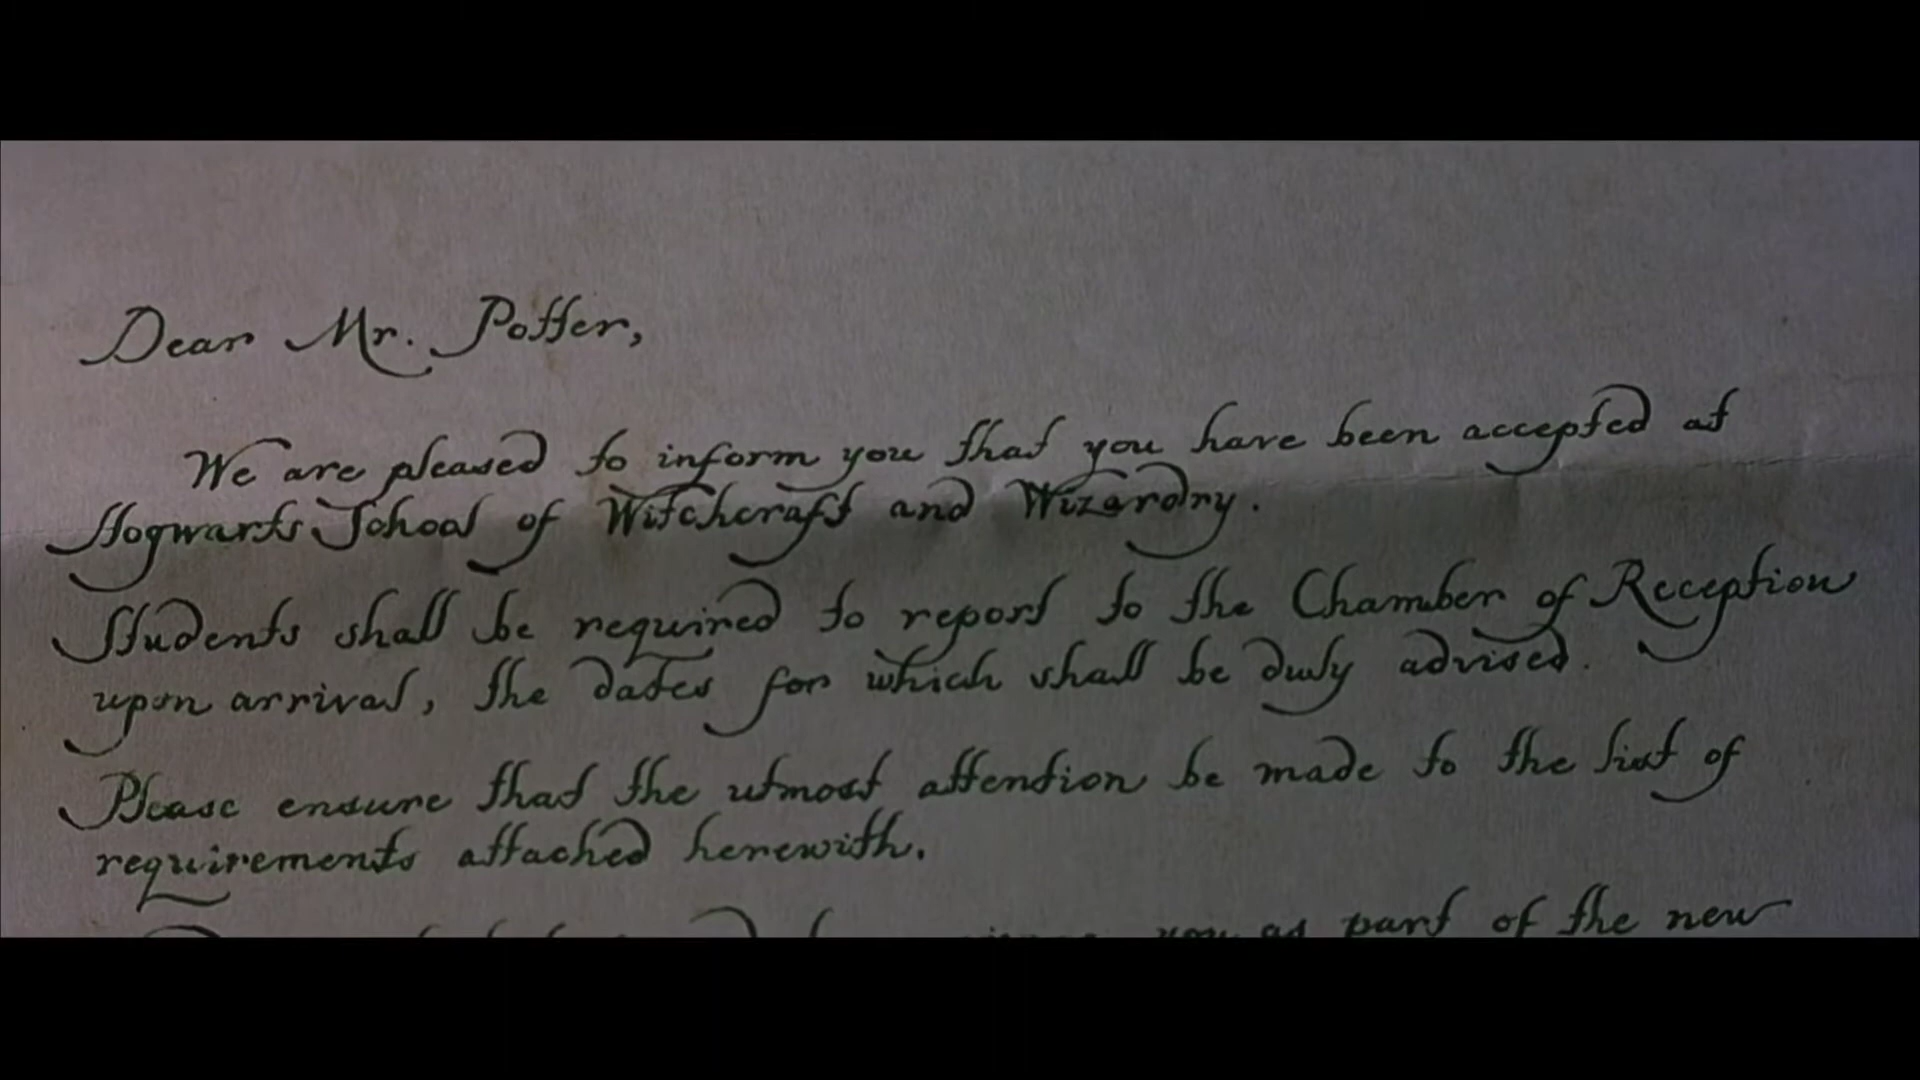 Dear Mr. Potter,
We are pleased to inform you that you have been accepted at
Hogwarts School of Witchcraft and Wizardry.
Students shall be required to report to the Chamber of Reception
upon arrival, the dates for which shall be duly advised.
Please ensure that the utmost attention be made to the list of
requirements attached herewith.
you as part of the new